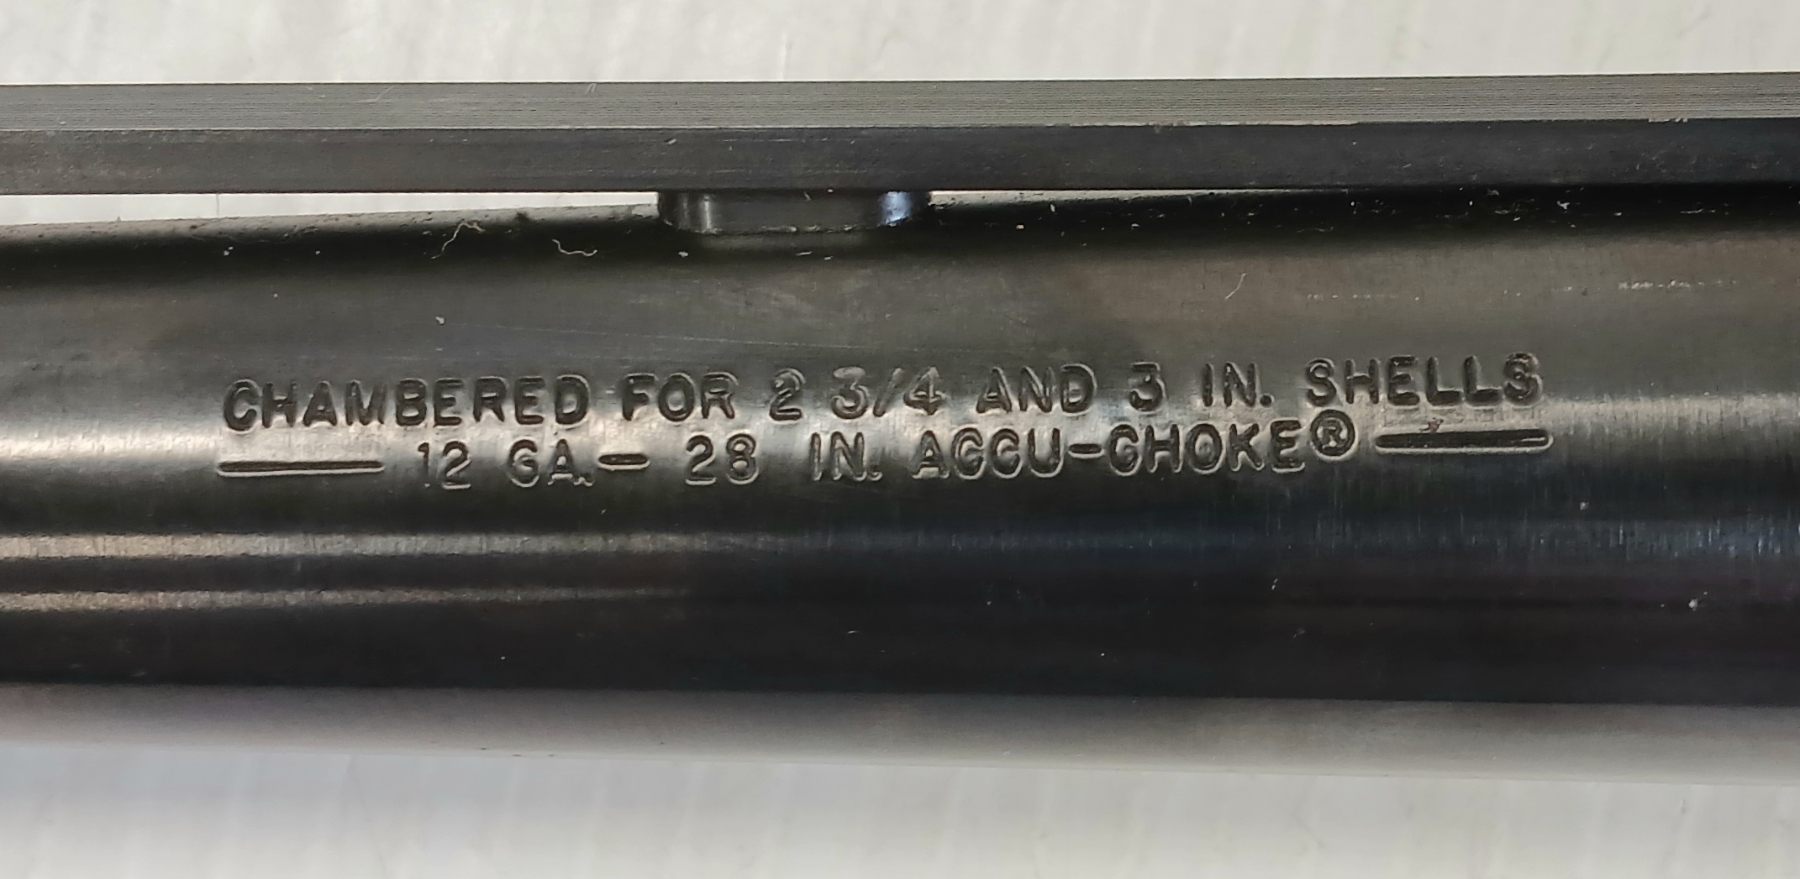 CHAMBERED FOR 2 3/4 AND 3 IN. SHELLS
— 12 GA.— 28 IN. ACCU-CHOKE® —